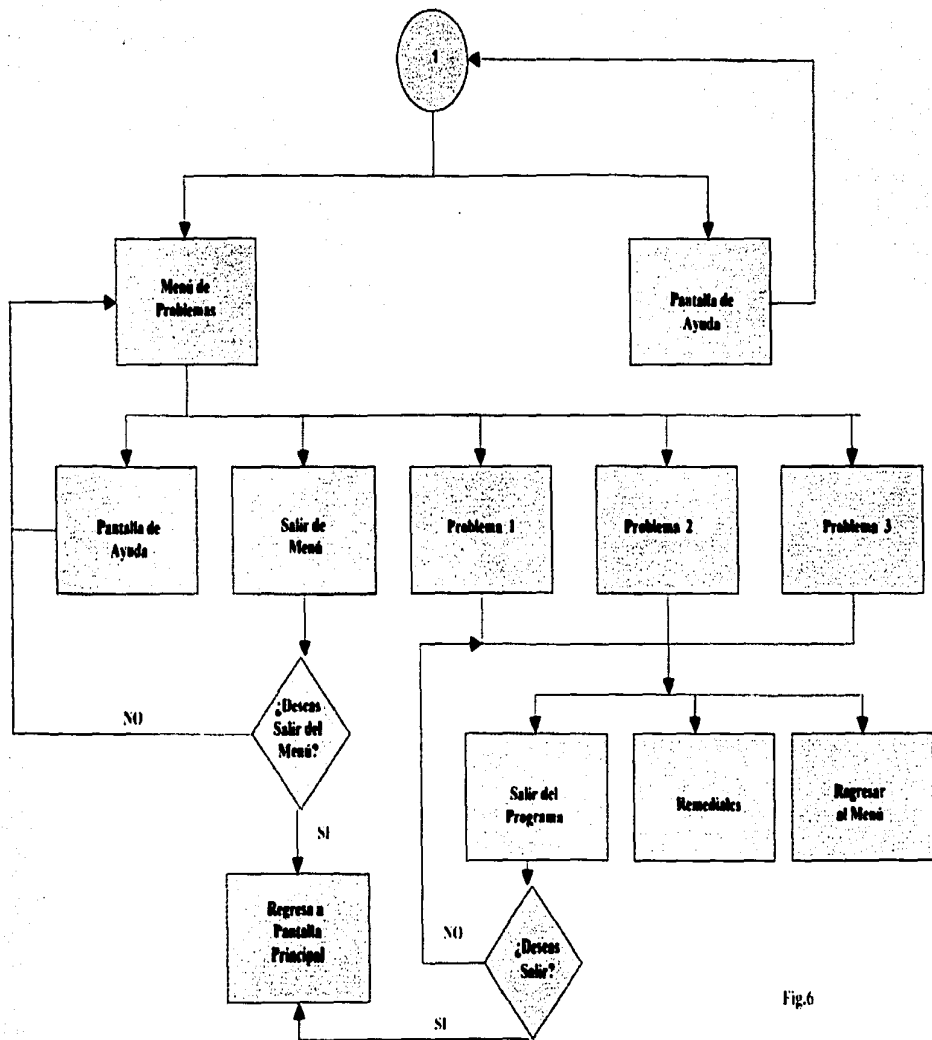 1
Menú de
Problemas
Pantalla de
Ayuda
Pantalla de
Ayuda
Salir de
Menú
Problema 1
Problema 2
Problema 3
¿Deseas
Salir del
Menú?
NO
SI
Salir del
Programa
Remediales
Regresar
al Menú
Regresa a
Pantalla
Principal
NO
¿Deseas
Salir?
SI
Fig.6